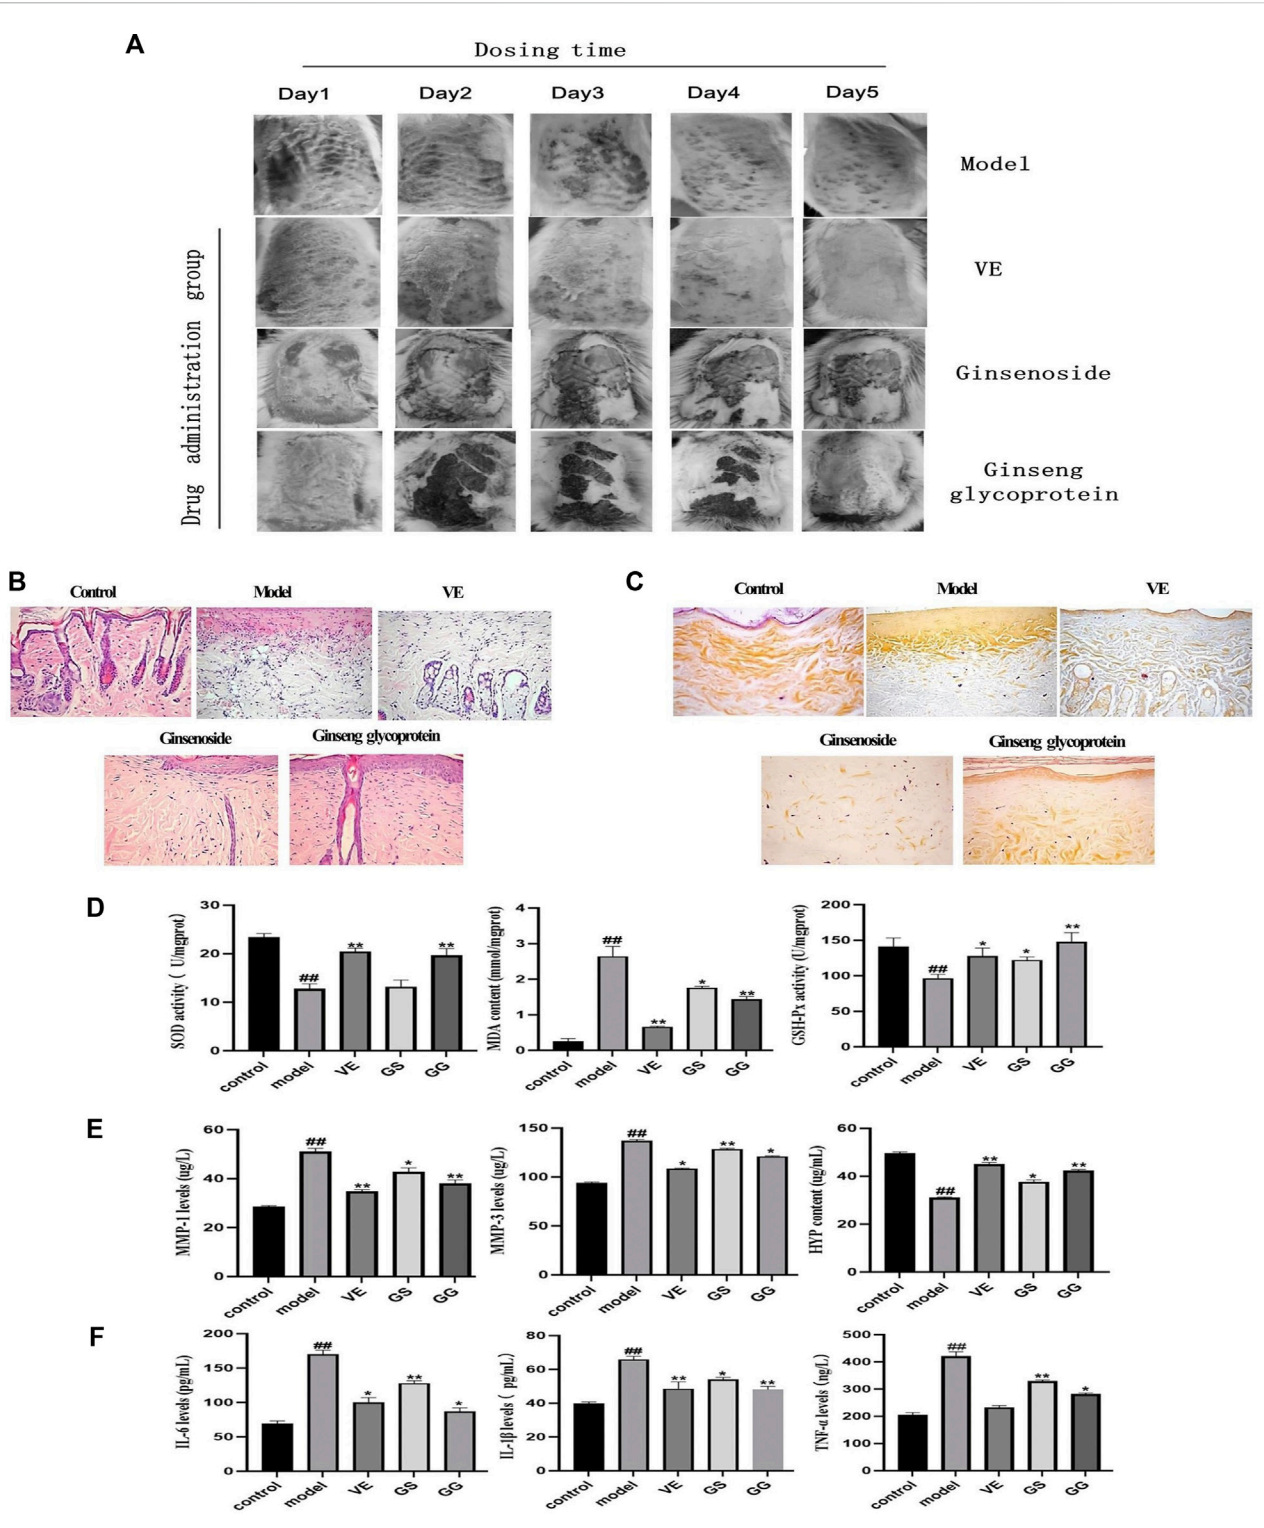 A
Dosing time
Day1 Day2 Day3 Day4 Day5
Model
VE
Ginsenoside
Ginseng
glycoprotein
Drug administration group
B
Control Model VE
Ginsenoside Ginseng glycoprotein
C
Control Model VE
Ginsenoside Ginseng glycoprotein
D
SOD activity ( U/mgprot)
30
20
10
0
##
**
**
control model VE GS GG
MDA content (mmol/mgprot)
4
3
2
1
0
##
**
*
**
control model VE GS GG
GSH-Px activity (U/mgprot)
200
150
100
50
0
##
*
*
**
control model VE GS GG
E
MMP-1 levels (ug/L)
60
40
20
0
##
**
*
**
control model VE GS GG
MMP-3 levels (ug/L)
150
100
50
0
##
*
**
*
control model VE GS GG
HYP content (ug/mL)
60
40
20
0
##
**
*
**
control model VE GS GG
F
IL-6 levels (pg/mL)
200
150
100
50
0
##
*
**
*
control model VE GS GG
IL-1β levels ( pg/mL)
80
60
40
20
0
##
**
*
**
control model VE GS GG
TNF-α levels (ng/L)
500
400
300
200
100
0
##
**
*
control model VE GS GG